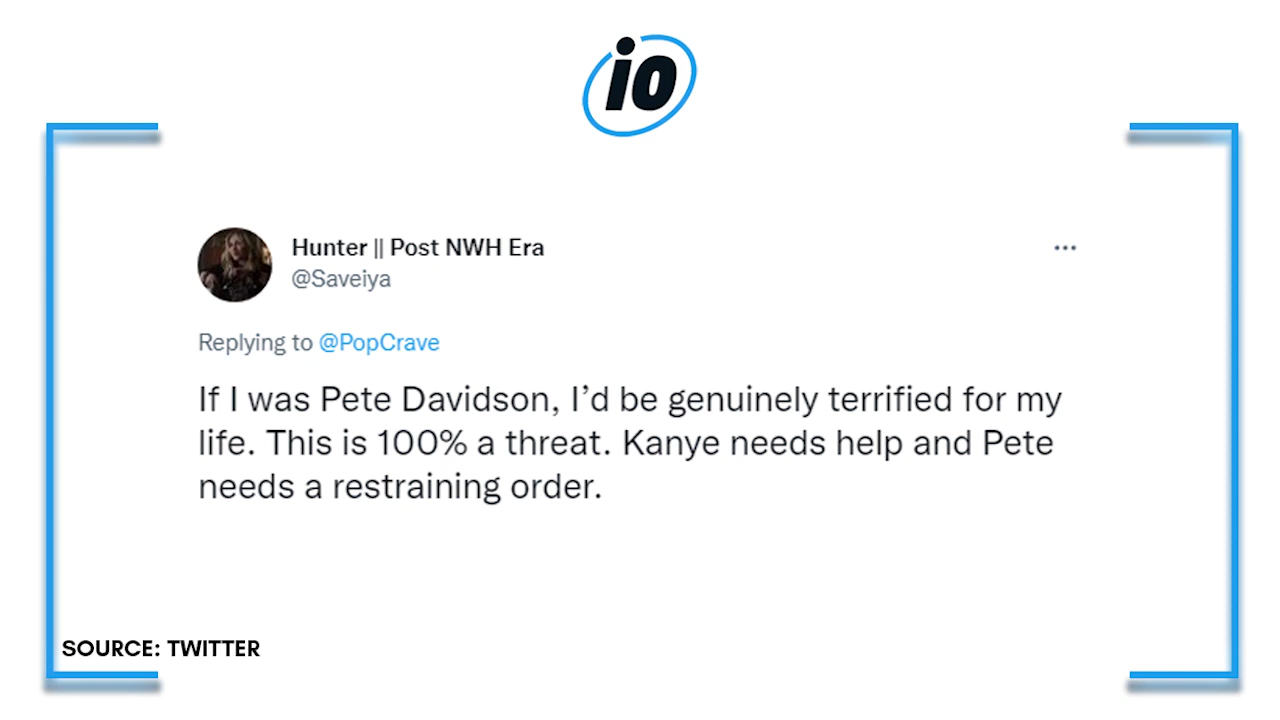 io
Hunter || Post NWH Era
@Saveiya
Replying to @PopCrave
If I was Pete Davidson, I’d be genuinely terrified for my
life. This is 100% a threat. Kanye needs help and Pete
needs a restraining order.
SOURCE: TWITTER